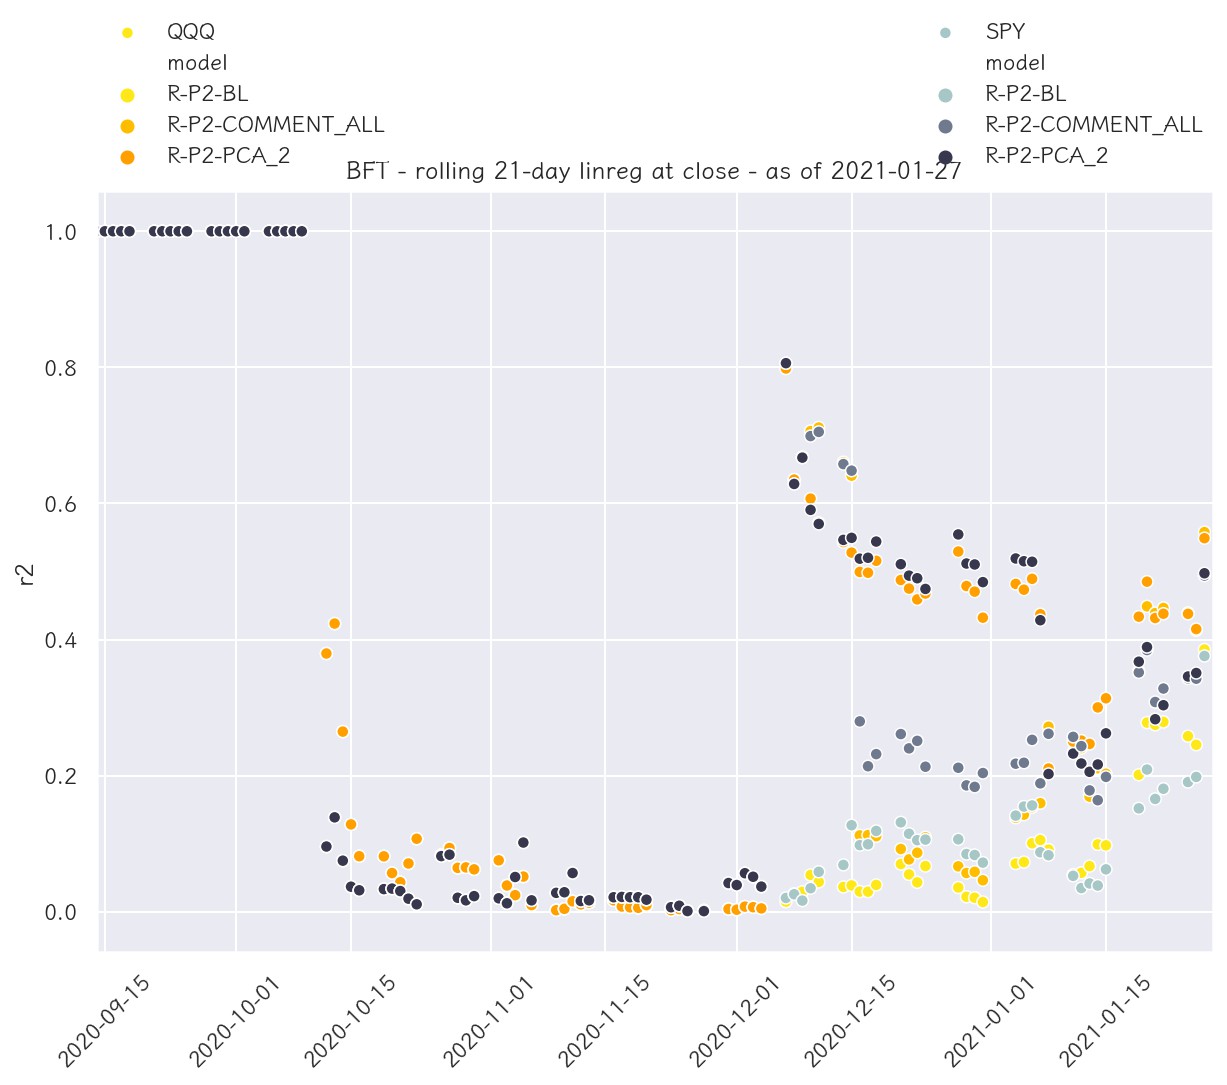 QQQ
model
R-P2-BL
R-P2-COMMENT_ALL
R-P2-PCA_2
SPY
model
R-P2-BL
R-P2-COMMENT_ALL
R-P2-PCA_2
BFT - rolling 21-day linreg at close - as of 2021-01-27
r2
1.0
0.8
0.6
0.4
0.2
0.0
2020-09-15
2020-10-01
2020-10-15
2020-11-01
2020-11-15
2020-12-01
2020-12-15
2021-01-01
2021-01-15